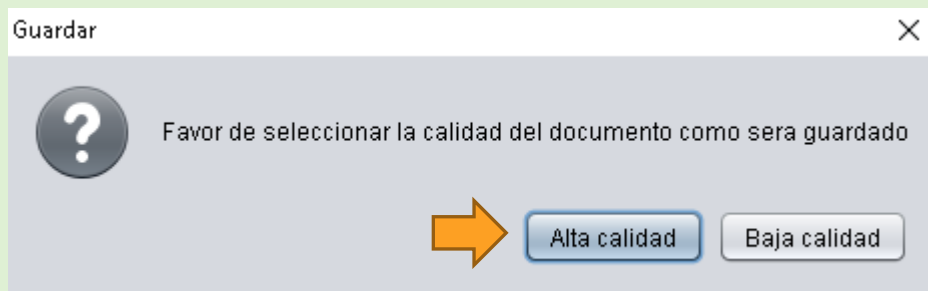 Guardar
Favor de seleccionar la calidad del documento como sera guardado
Alta calidad
Baja calidad